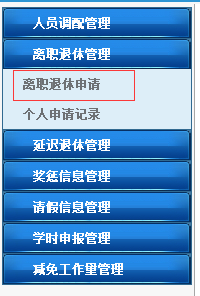 人员调配管理
离职退休管理
离职退休申请
个人申请记录
延迟退休管理
奖惩信息管理
请假信息管理
学时申报管理
减免工作量管理